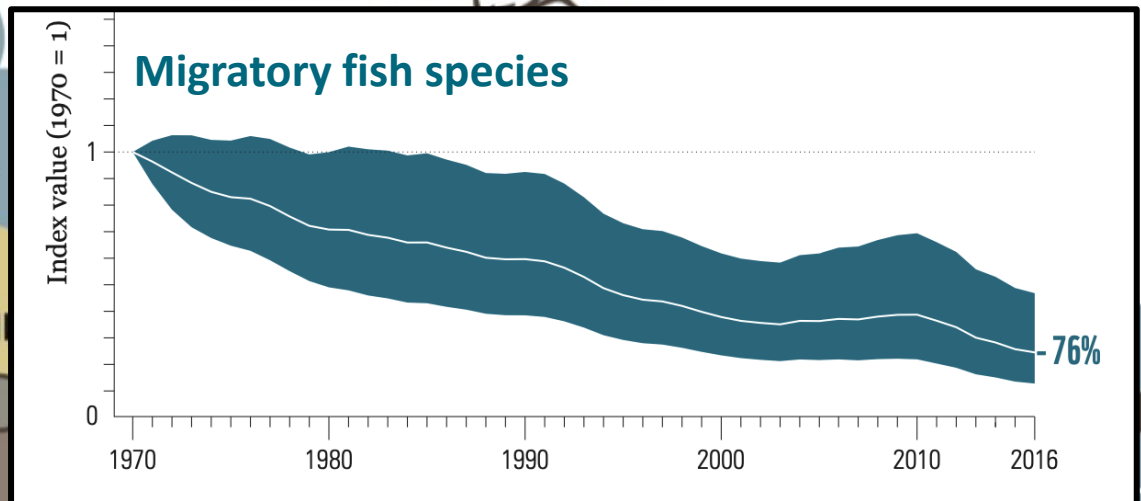 Migratory fish species
Index value (1970 = 1)
1
0
- 76%
1970 1980 1990 2000 2010 2016